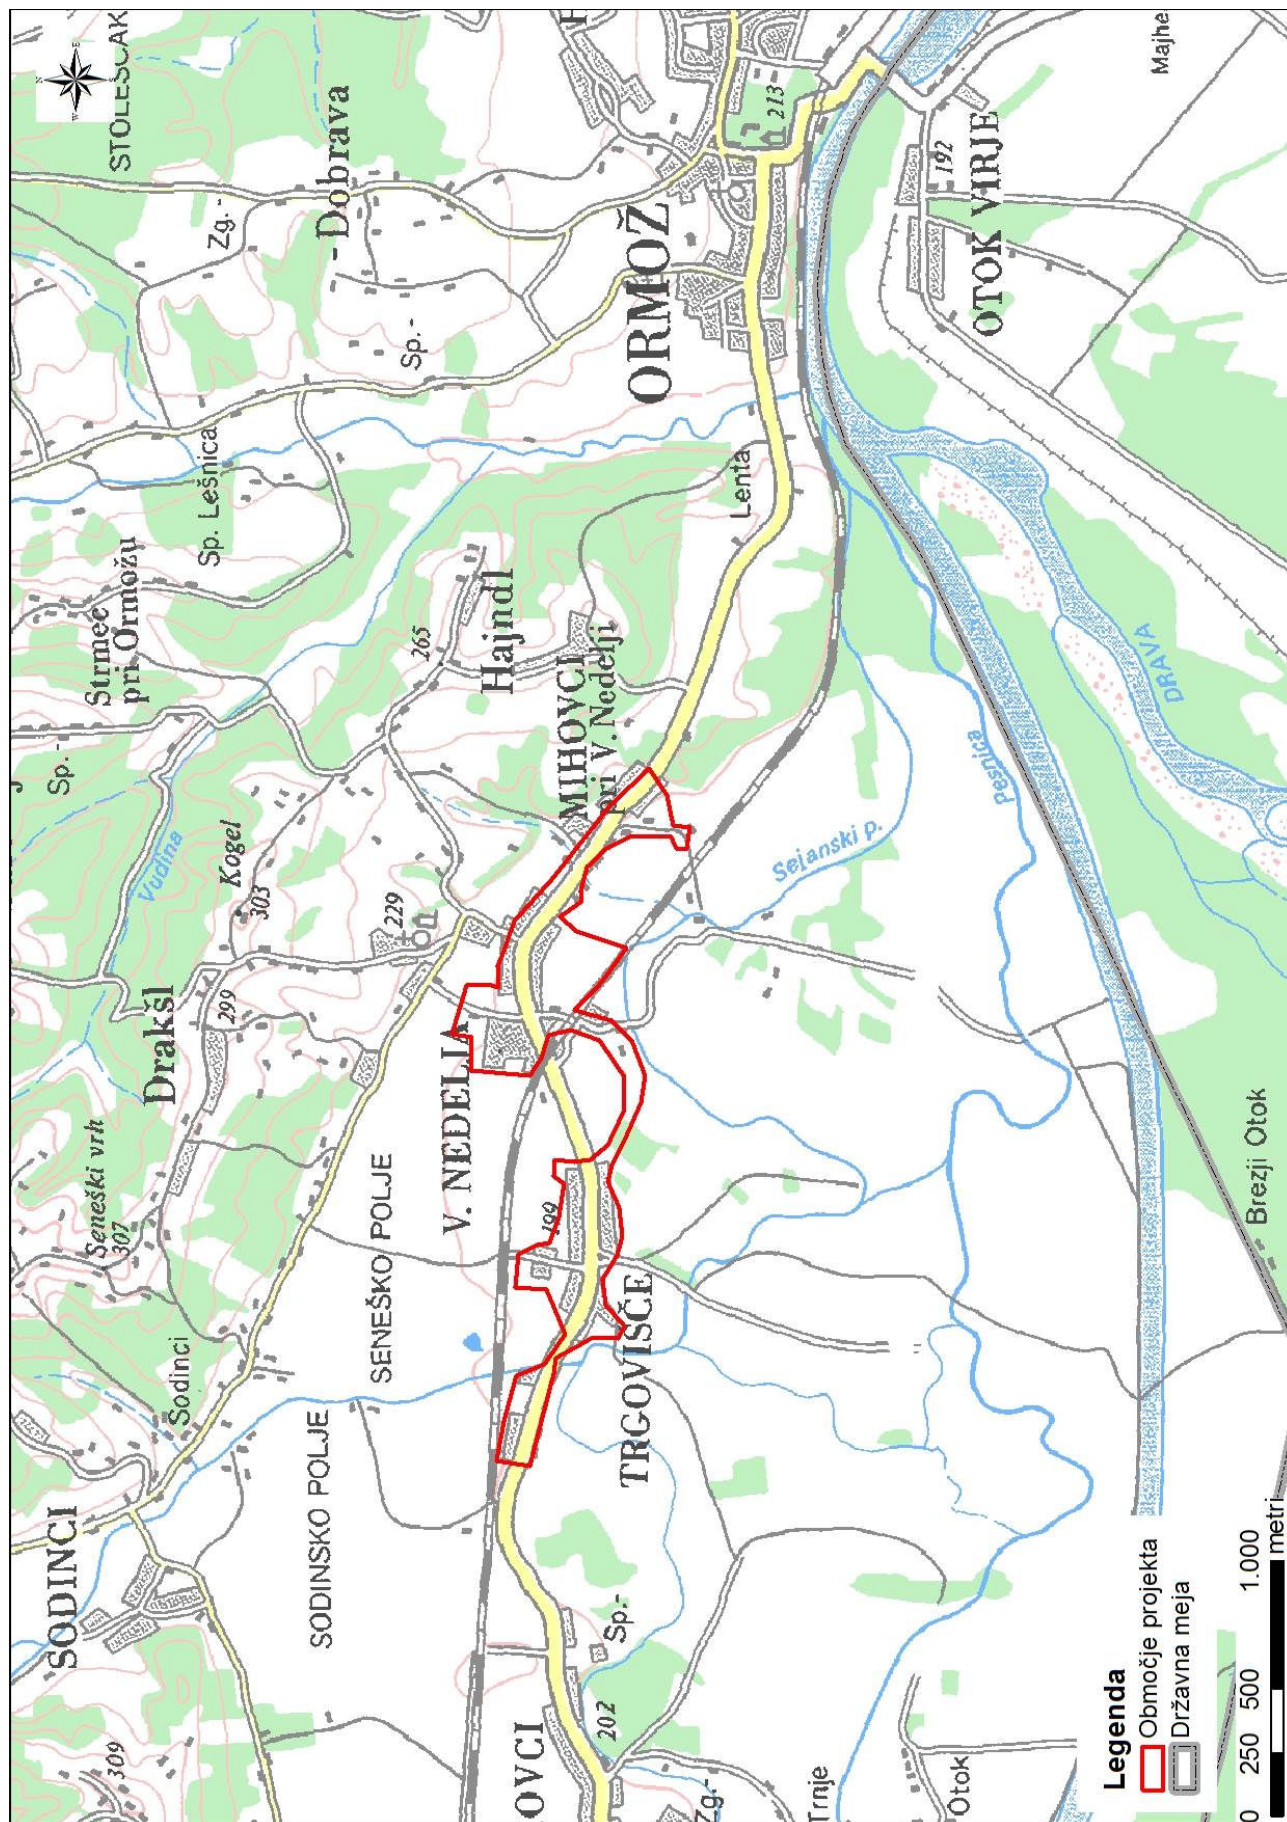 SODINCI
309
Sodinci
Seneški vrh
307
Drakšl
299
Kogel
303
Vudina
Sp.-
Strmec
pri Ormožu
Sp. Lešnica
Zg.-
-Dobrava
Sp.-
SODINSKO POLJE
SENEŠKO POLJE
229
V. NEDELJA
265
Hajndl
MIHOVCI
pri V. Nedelji
Lenta
ORMOŽ
213
OVCI
202
Sp.-
Zg.-
TRGOVIŠČE
199
Sejanski p.
Pesnica
DRAVA
OTOK VIRJE
192
Majhe
Trnje
Otok
Brezji Otok
Legenda
Območje projekta
Državna meja
0 250 500 1.000
metri